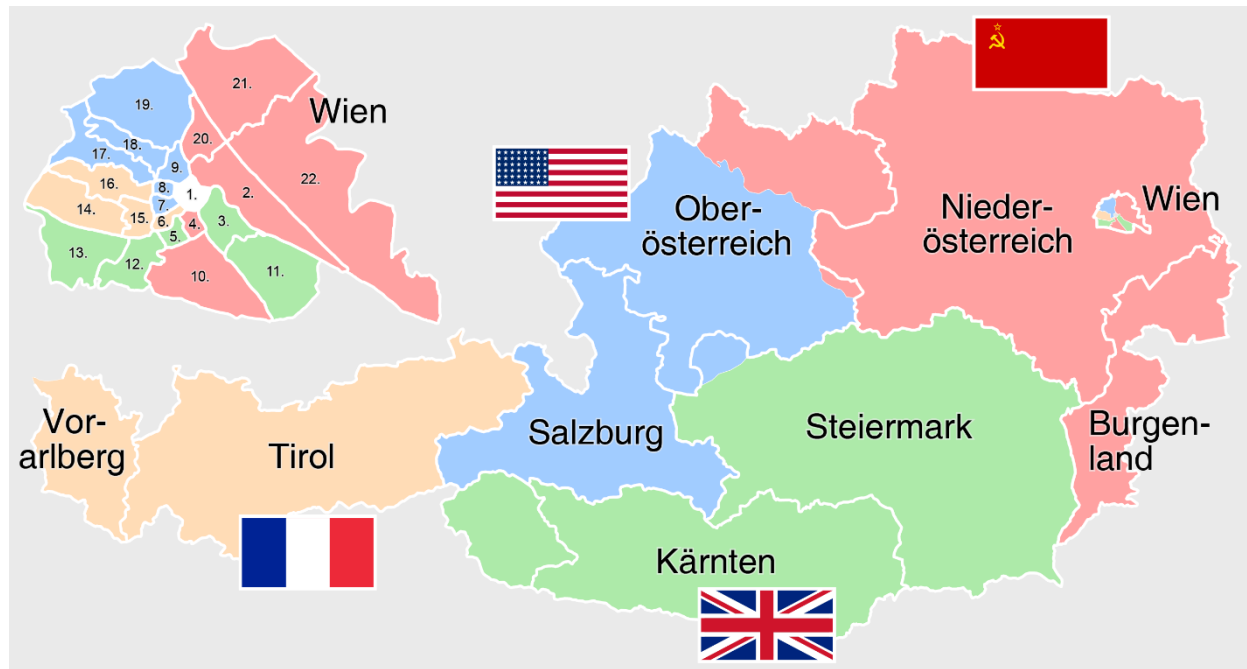 21.
19.
Wien
20.
18.
17.
9.
22.
16.
8.
1.
2.
7.
14.
15.
6.
3.
4.
5.
13.
12.
10.
11.
Ober-
österreich
Nieder-
österreich
Wien
Vor-
arlberg
Tirol
Salzburg
Steiermark
Burgen-
land
Kärnten